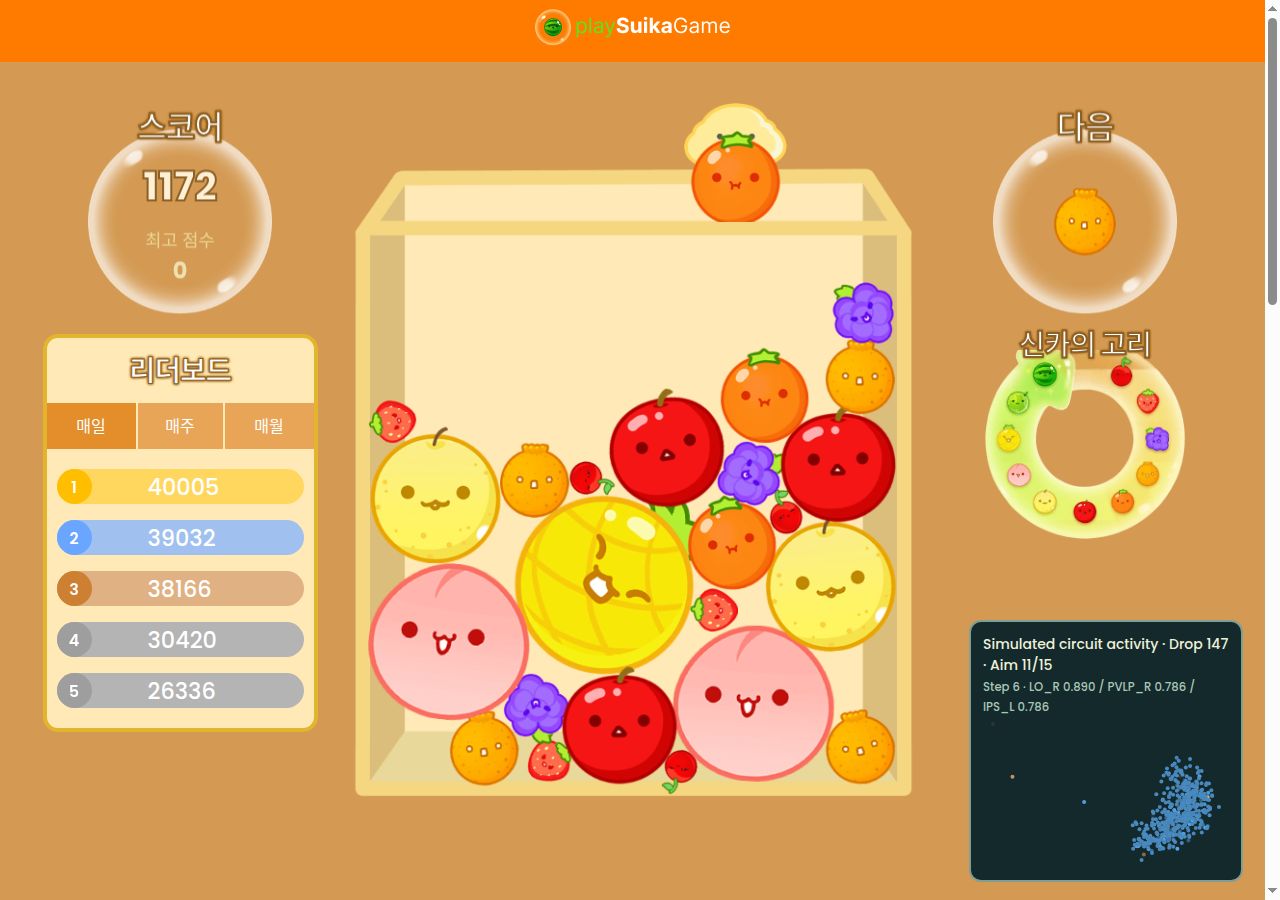 playSuikaGame
스코어
1172
최고 점수
0
리더보드
매일 매주 매월
1 40005
2 39032
3 38166
4 30420
5 26336
다음
신카의 고리
Simulated circuit activity · Drop 147
· Aim 11/15
Step 6 · LO_R 0.890 / PVLP_R 0.786 /
IPS_L 0.786